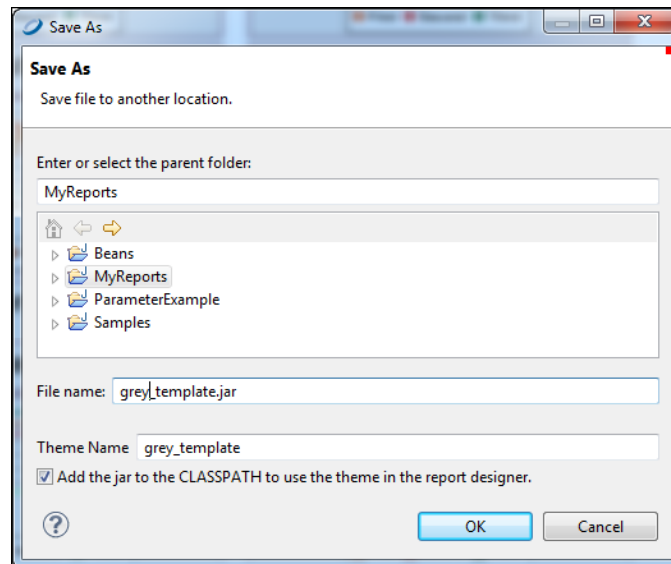 Save As
Save As
Save file to another location.
Enter or select the parent folder:
MyReports
Beans
MyReports
ParameterExample
Samples
File name: grey_template.jar
Theme Name grey_template
Add the jar to the CLASSPATH to use the theme in the report designer.
OK Cancel